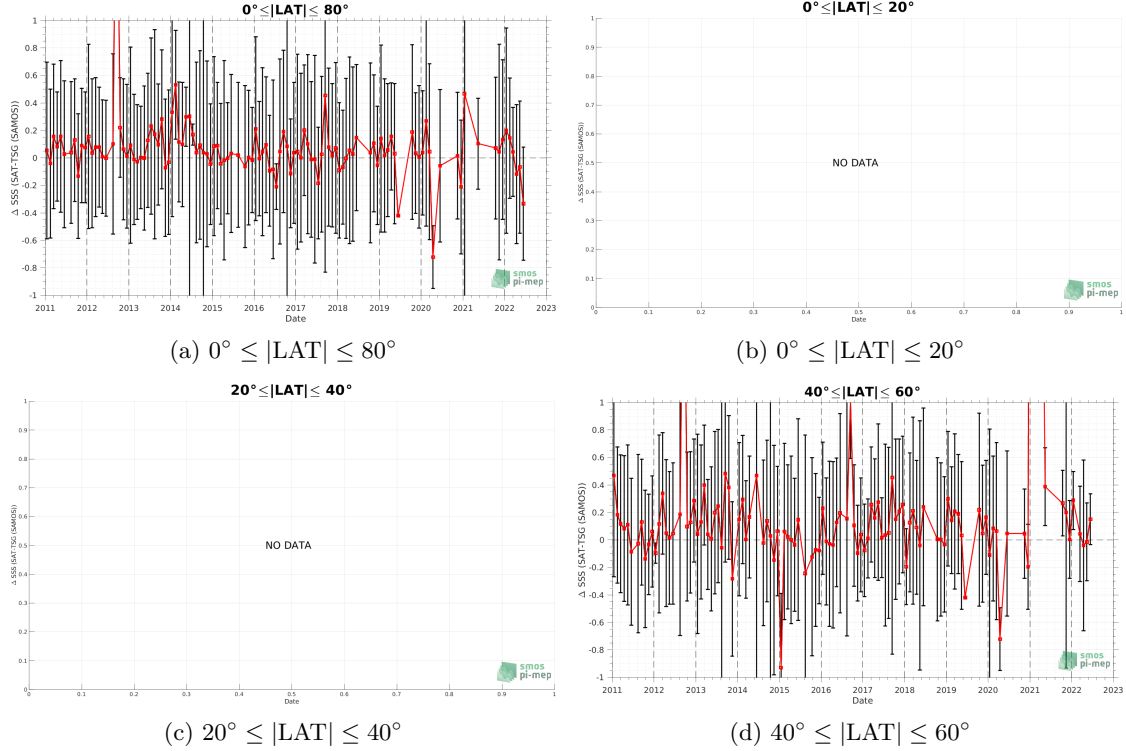 0°≤|LAT|≤ 80°
Δ SSS (SAT-TSG (SAMOS))
1
0.8
0.6
0.4
0.2
0
-0.2
-0.4
-0.6
-0.8
-1
2011 2012 2013 2014 2015 2016 2017 2018 2019 2020 2021 2022 2023
Date
smos
pi-mep
(a) 0° ≤ |LAT| ≤ 80°
0°≤|LAT|≤ 20°
Δ SSS (SAT-TSG (SAMOS))
1
0.9
0.8
0.7
0.6
0.5
0.4
0.3
0.2
0.1
0
NO DATA
0 0.1 0.2 0.3 0.4 0.5 0.6 0.7 0.8 0.9 1
Date
smos
pi-mep
(b) 0° ≤ |LAT| ≤ 20°
20°≤|LAT|≤ 40°
Δ SSS (SAT-TSG (SAMOS))
1
0.9
0.8
0.7
0.6
0.5
0.4
0.3
0.2
0.1
0
NO DATA
0 0.1 0.2 0.3 0.4 0.5 0.6 0.7 0.8 0.9 1
Date
smos
pi-mep
(c) 20° ≤ |LAT| ≤ 40°
40°≤|LAT|≤ 60°
Δ SSS (SAT-TSG (SAMOS))
1
0.8
0.6
0.4
0.2
0
-0.2
-0.4
-0.6
-0.8
-1
2011 2012 2013 2014 2015 2016 2017 2018 2019 2020 2021 2022 2023
Date
smos
pi-mep
(d) 40° ≤ |LAT| ≤ 60°